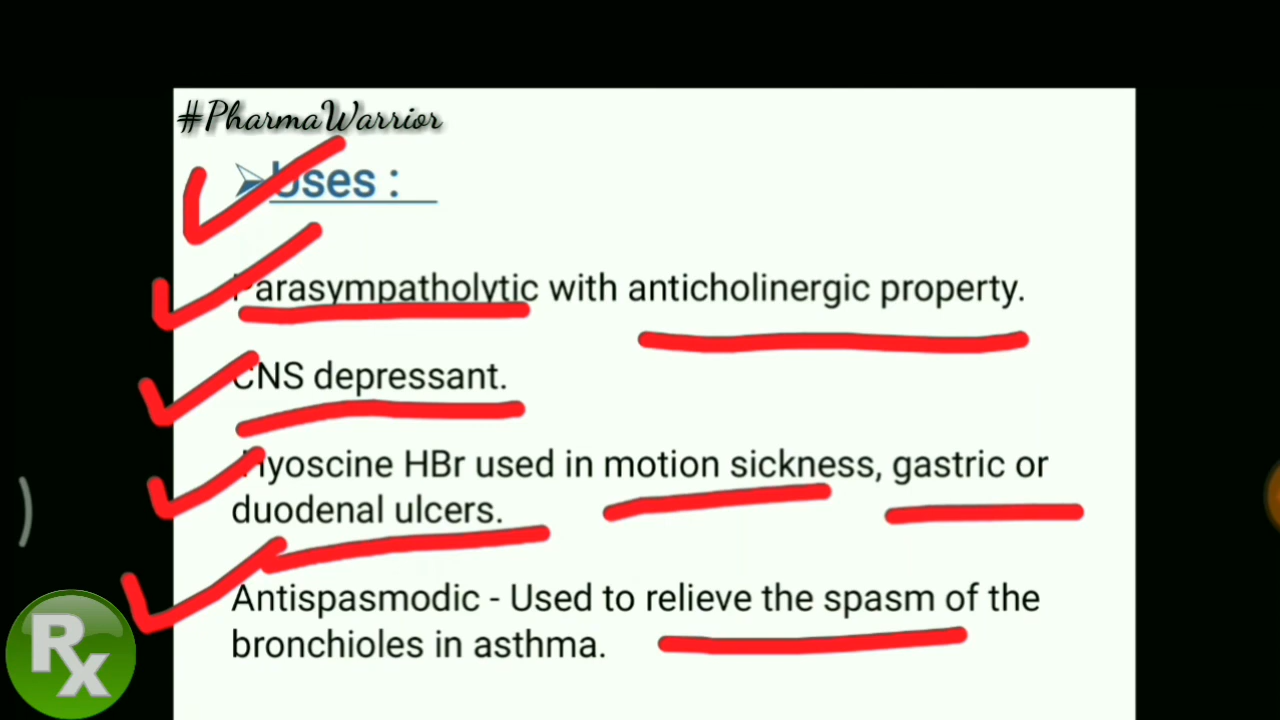 #PharmaWarrior
Uses :
Parasympatholytic with anticholinergic property.
CNS depressant.
Hyoscine HBr used in motion sickness, gastric or
duodenal ulcers.
Antispasmodic - Used to relieve the spasm of the
bronchioles in asthma.
Rx